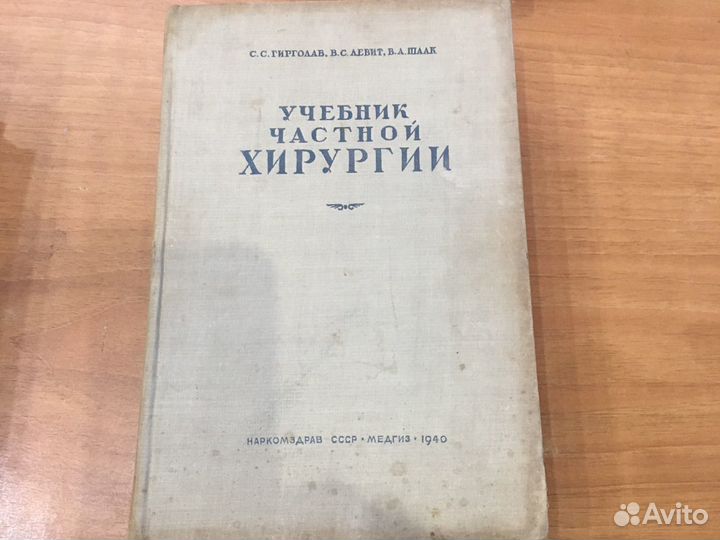 С. С. ГИРГОЛАВ, В. С. ЛЕВИТ, В. А. ШААК
УЧЕБНИК
ЧАСТНОЙ
ХИРУРГИИ
НАРКОМЗДРАВ СССР • МЕДГИЗ • 1940
Avito